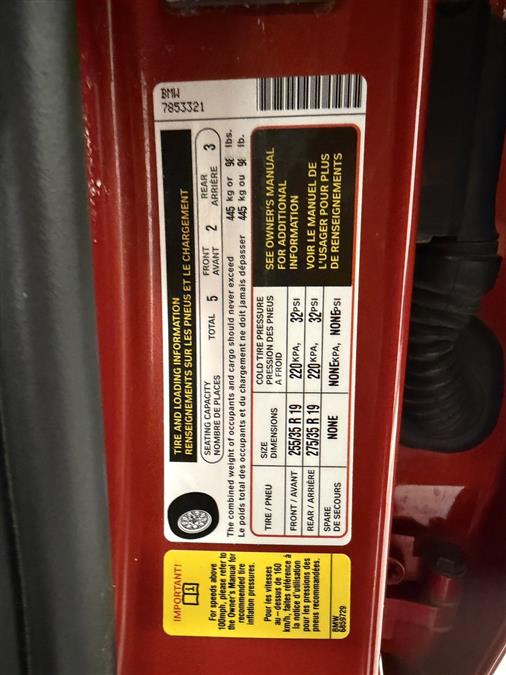 IMPORTANT!
For speeds above
100mph, please refer to
the Owner's Manual for
recommended tire
inflation pressures.
Pour les vitesses
au - dessus de 160
km/h, faites référence à
la notice d'utilisation
pour les pressions des
pneus recommandées.
BMW
6859729
TIRE AND LOADING INFORMATION
RENSEIGNEMENTS SUR LES PNEUS ET LE CHARGEMENT
SEATING CAPACITY
NOMBRE DE PLACES
TOTAL 5
FRONT
AVANT 2
REAR
ARRIÈRE 3
The combined weight of occupants and cargo should never exceed 445 kg or lbs.
Le poids total des occupants et du chargement ne doit jamais dépasser 445 kg ou lb.
TIRE / PNEU
SIZE
DIMENSIONS
COLD TIRE PRESSURE
PRESSION DES PNEUS
A FROID
FRONT / AVANT 255/35 R 19 220 KPA, 32PSI
REAR / ARRIÈRE 275/35 R 19 220 KPA, 32PSI
SPARE
DE SECOURS
NONE NONEKPA, NONEPSI
SEE OWNER'S MANUAL
FOR ADDITIONAL
INFORMATION
VOIR LE MANUEL DE
L'USAGER POUR PLUS
DE RENSEIGNEMENTS
BMW
7853321